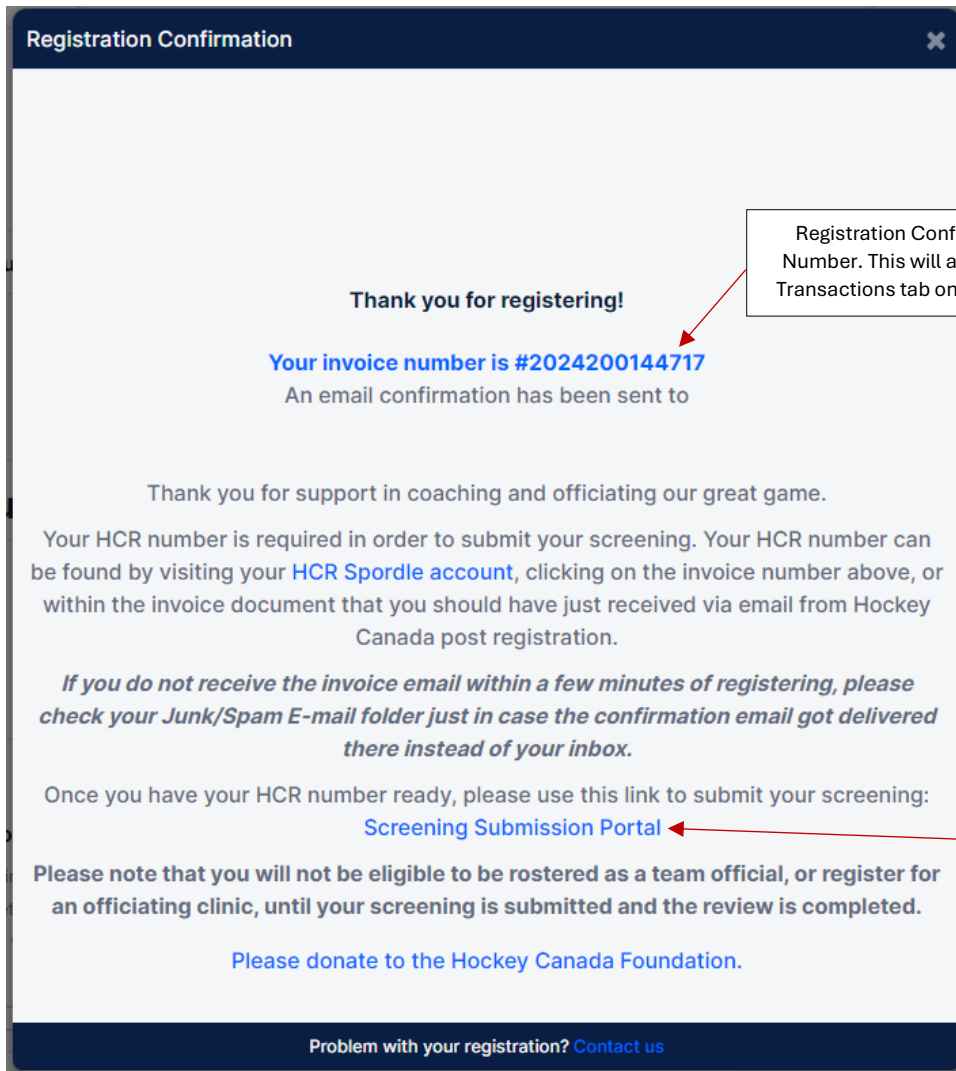 Registration Confirmation
Registration Conf
Number. This will a
Transactions tab on
Thank you for registering!
Your invoice number is #2024200144717
An email confirmation has been sent to
Thank you for support in coaching and officiating our great game.
Your HCR number is required in order to submit your screening. Your HCR number can
be found by visiting your HCR Spordle account, clicking on the invoice number above, or
within the invoice document that you should have just received via email from Hockey
Canada post registration.
If you do not receive the invoice email within a few minutes of registering, please
check your Junk/Spam E-mail folder just in case the confirmation email got delivered
there instead of your inbox.
Once you have your HCR number ready, please use this link to submit your screening:
Screening Submission Portal
Please note that you will not be eligible to be rostered as a team official, or register for
an officiating clinic, until your screening is submitted and the review is completed.
Please donate to the Hockey Canada Foundation.
Problem with your registration? Contact us